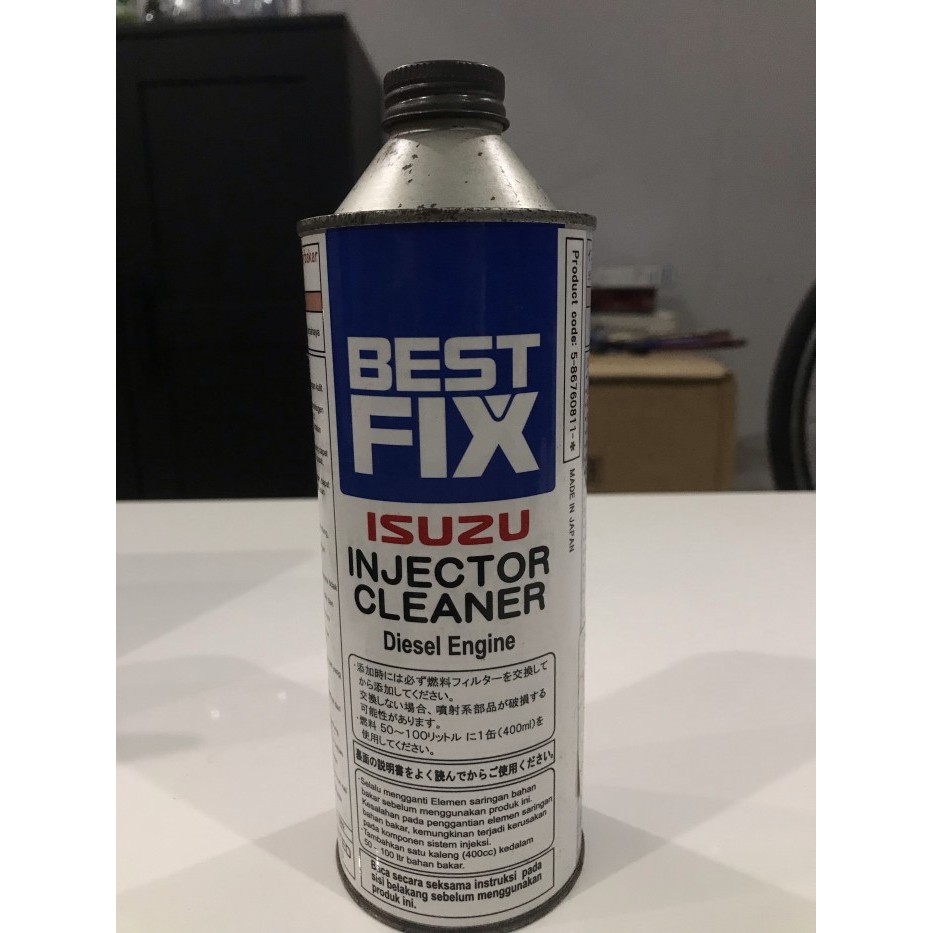 BEST
FIX
ISUZU
INJECTOR
CLEANER
Diesel Engine
・添加時には必ず燃料フィルターを交換して
から添加してください。
交換しない場合、噴射系部品が破損する
可能性があります。
・燃料 50～100リットル に1缶(400ml)を
使用してください。
裏面の説明書をよく読んでからご使用ください。
·Selalu mengganti Elemen saringan bahan
bakar sebelum menggunakan produk ini.
Kesalahan pada penggantian elemen saringan
bahan bakar, kemungkinan terjadi kerusakan
pada komponen sistem injeksi.
·Tambahkan satu kaleng (400cc) kedalam
50 - 100 ltr bahan bakar.
Baca secara seksama instruksi pada
sisi belakang sebelum menggunakan
produk ini.
Product code: 5-86760811-*
MADE IN JAPAN